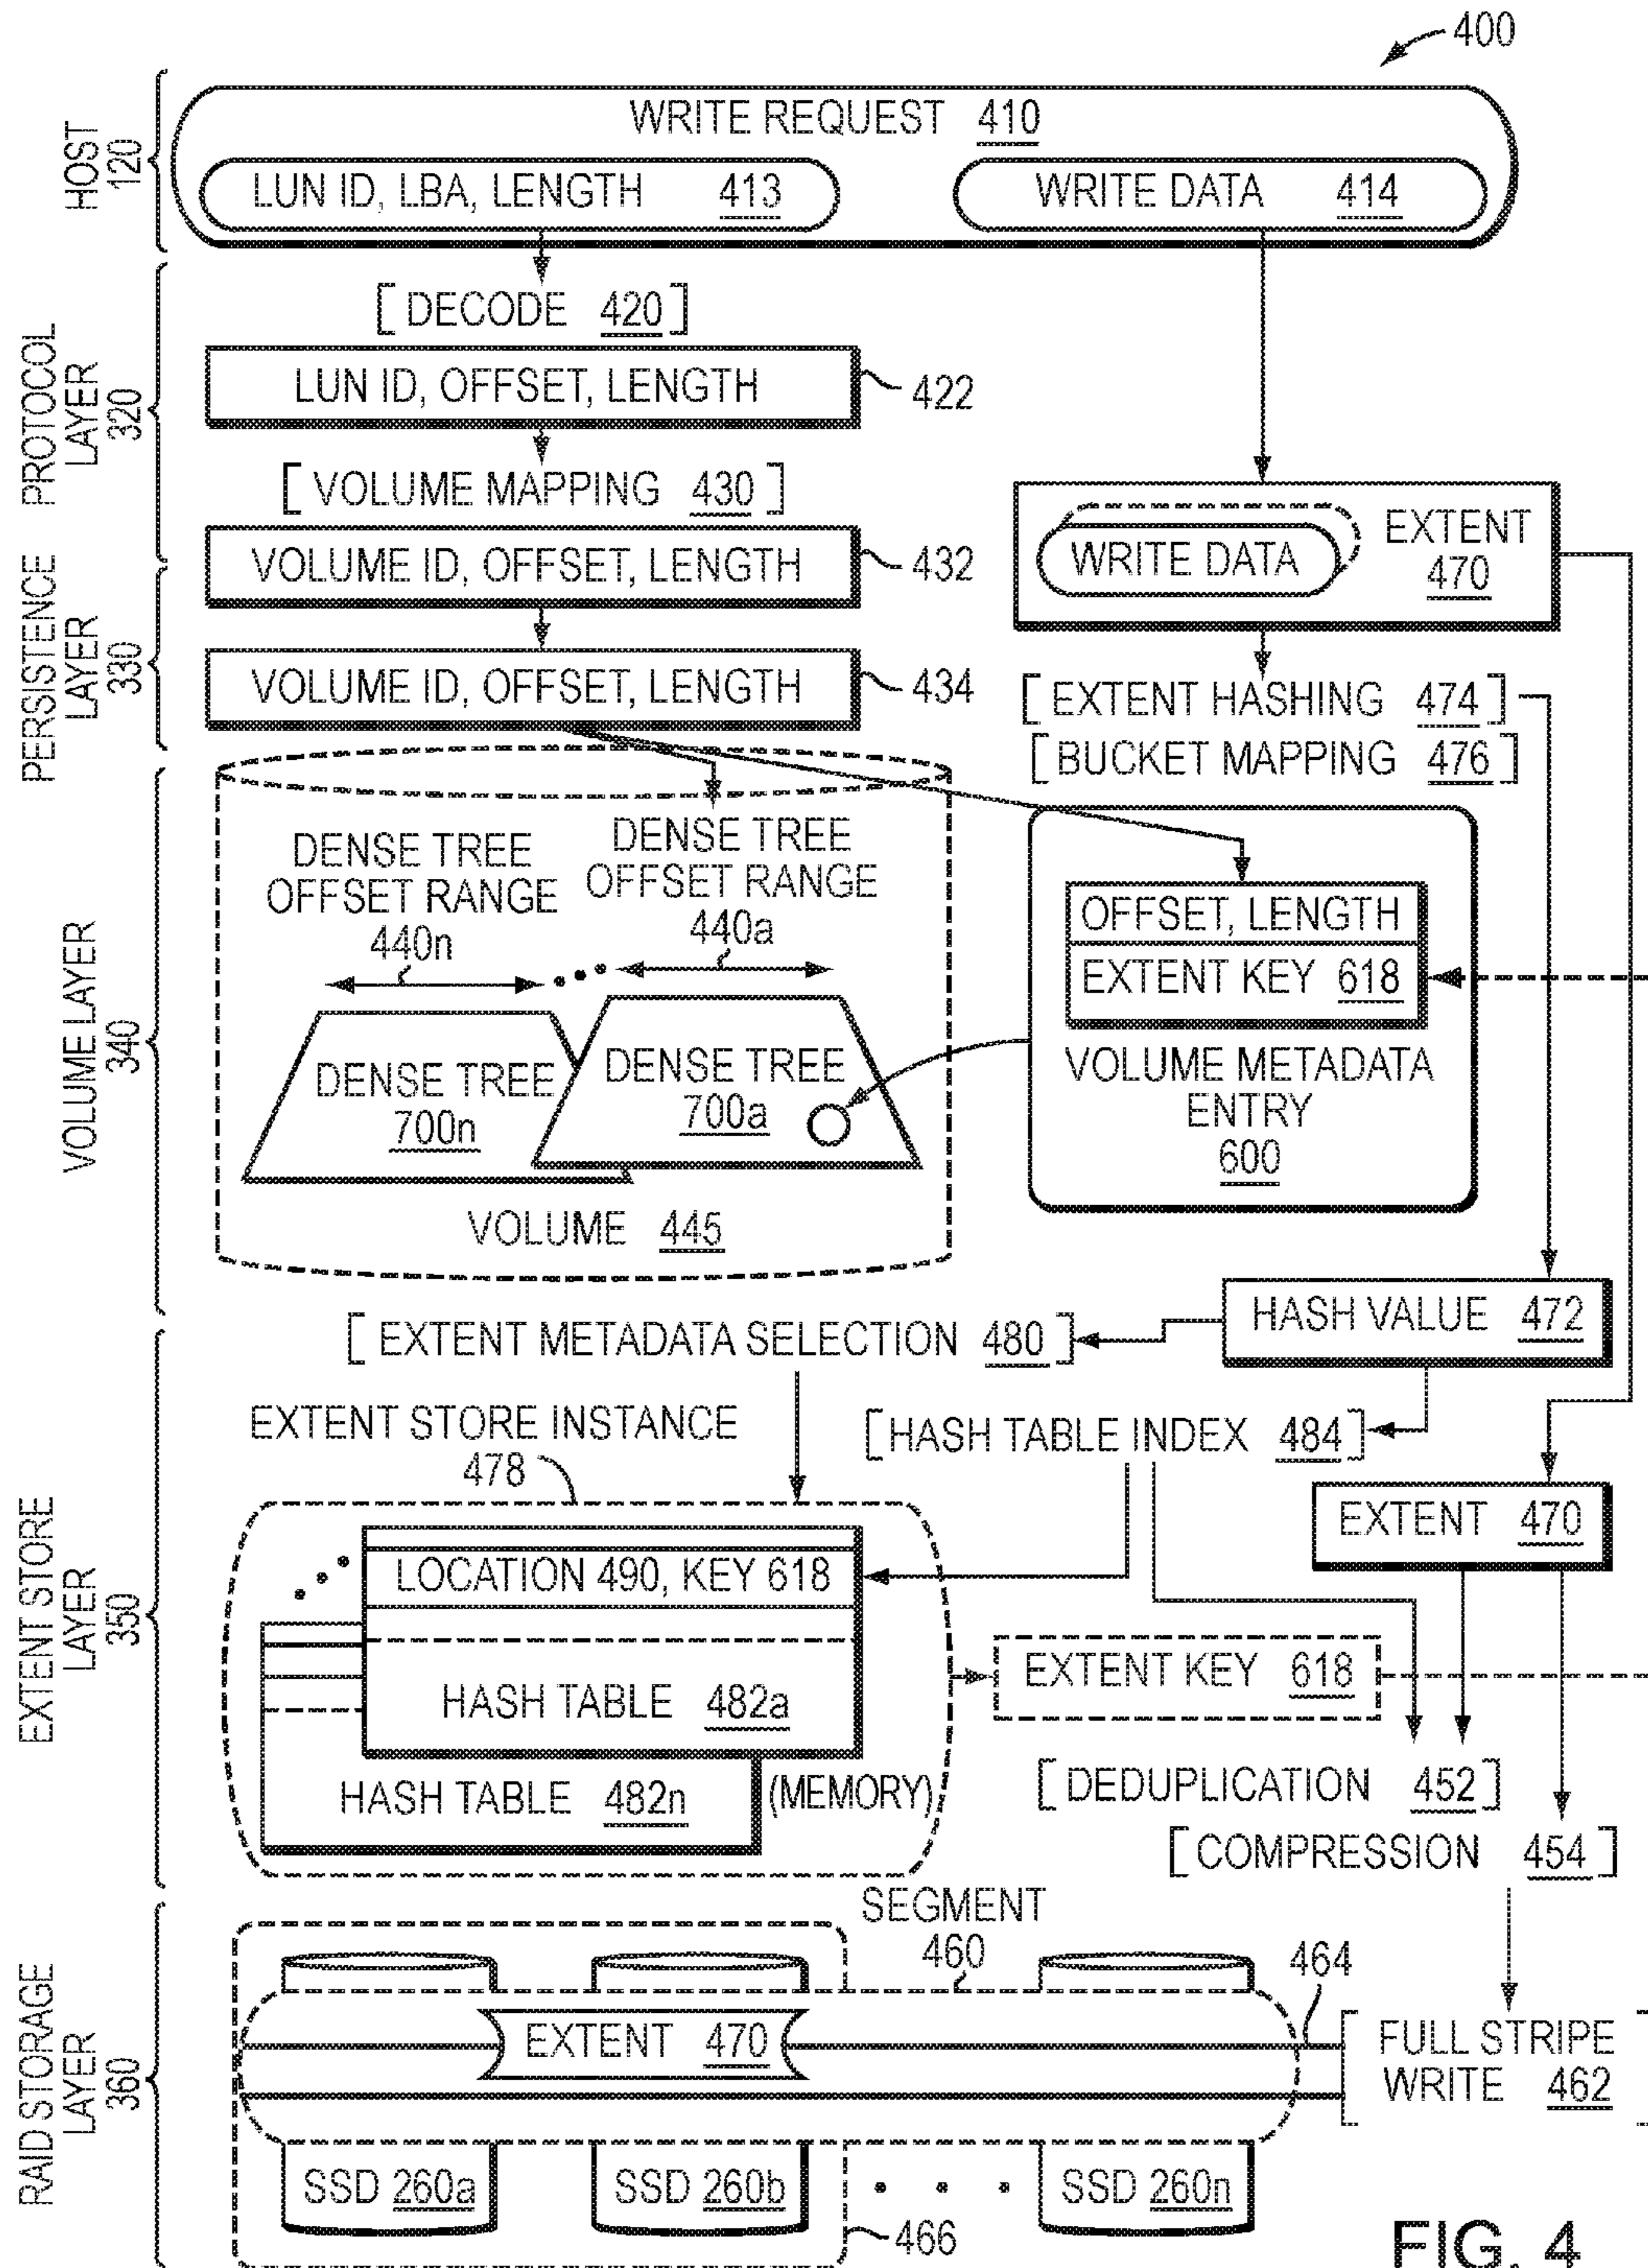 400
HOST
120
WRITE REQUEST 410
LUN ID, LBA, LENGTH 413
WRITE DATA 414
PROTOCOL
LAYER
320
[ DECODE 420 ]
LUN ID, OFFSET, LENGTH
422
[ VOLUME MAPPING 430 ]
VOLUME ID, OFFSET, LENGTH
432
WRITE DATA
EXTENT
470
PERSISTENCE
LAYER
330
VOLUME ID, OFFSET, LENGTH
434
[ EXTENT HASHING 474 ]
[ BUCKET MAPPING 476 ]
VOLUME LAYER
340
DENSE TREE
OFFSET RANGE
440n
DENSE TREE
OFFSET RANGE
440a
DENSE TREE
700n
DENSE TREE
700a
VOLUME 445
OFFSET, LENGTH
EXTENT KEY 618
VOLUME METADATA
ENTRY
600
HASH VALUE 472
EXTENT STORE
LAYER
350
[ EXTENT METADATA SELECTION 480 ]
EXTENT STORE INSTANCE
478
[ HASH TABLE INDEX 484 ]
EXTENT 470
LOCATION 490, KEY 618
HASH TABLE 482a
HASH TABLE 482n
(MEMORY)
EXTENT KEY 618
[ DEDUPLICATION 452 ]
[ COMPRESSION 454 ]
RAID STORAGE
LAYER
360
SEGMENT
460
464
EXTENT 470
[ FULL STRIPE
WRITE 462 ]
SSD 260a
SSD 260b
. . .
SSD 260n
466
FIG. 4